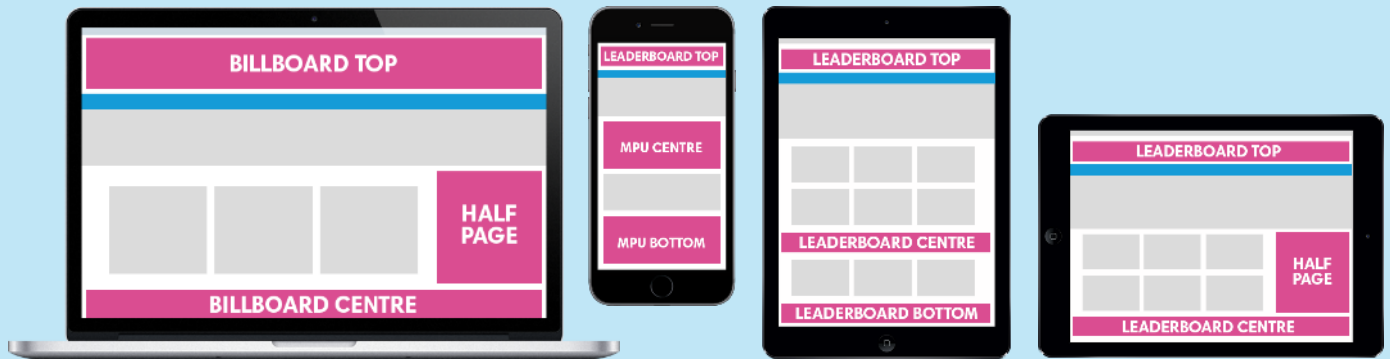 BILLBOARD TOP
HALF
PAGE
BILLBOARD CENTRE
LEADERBOARD TOP
MPU CENTRE
MPU BOTTOM
LEADERBOARD TOP
LEADERBOARD CENTRE
LEADERBOARD BOTTOM
LEADERBOARD TOP
HALF
PAGE
LEADERBOARD CENTRE